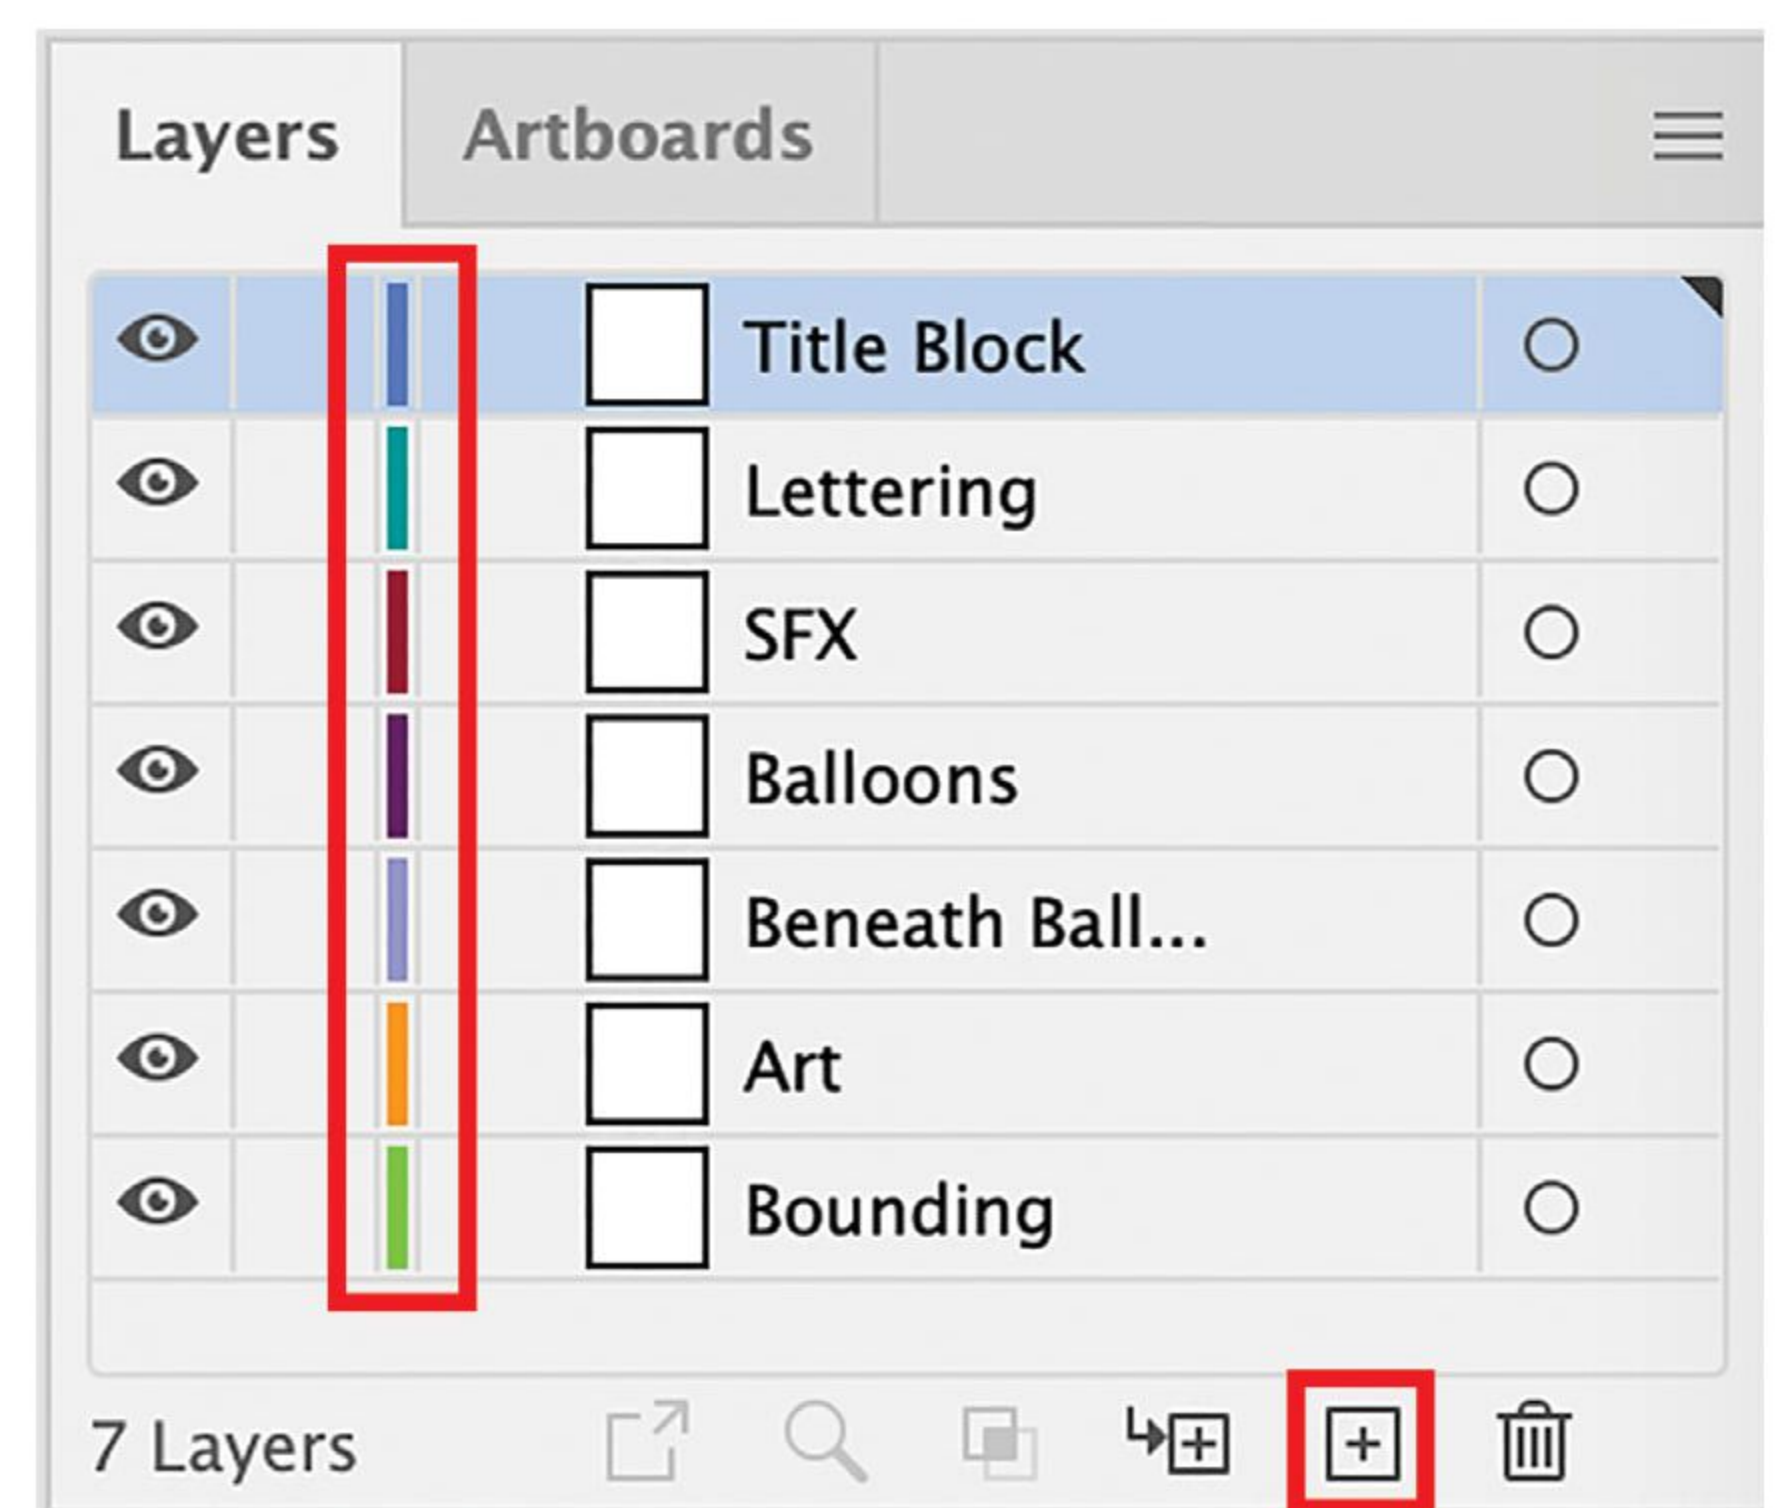 Layers Artboards
Title Block
Lettering
SFX
Balloons
Beneath Ball...
Art
Bounding
7 Layers